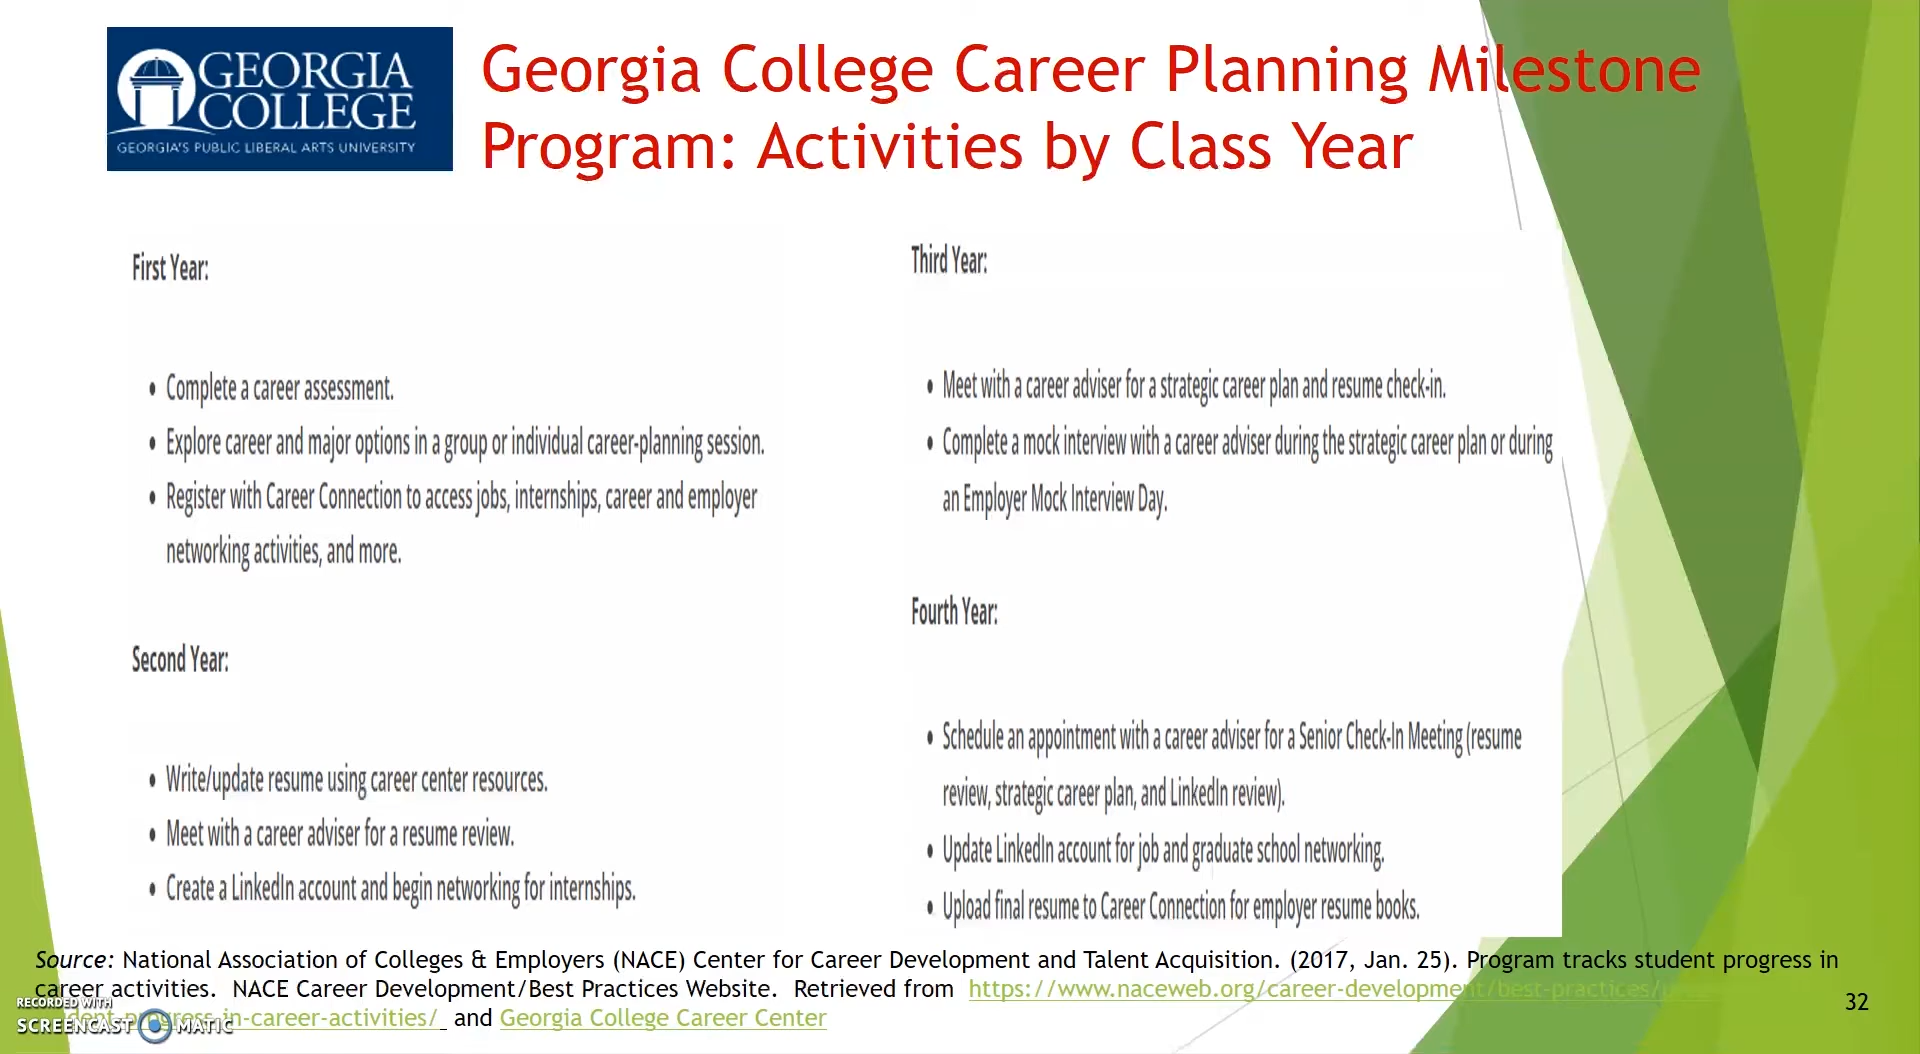 GEORGIA
COLLEGE
GEORGIA'S PUBLIC LIBERAL ARTS UNIVERSITY
Georgia College Career Planning Milestone
Program: Activities by Class Year
First Year:
• Complete a career assessment.
• Explore career and major options in a group or individual career-planning session.
• Register with Career Connection to access jobs, internships, career and employer
networking activities, and more.
Second Year:
• Write/update resume using career center resources.
• Meet with a career adviser for a resume review.
• Create a LinkedIn account and begin networking for internships.
Third Year:
• Meet with a career adviser for a strategic career plan and resume check-in.
• Complete a mock interview with a career adviser during the strategic career plan or during
an Employer Mock Interview Day.
Fourth Year:
• Schedule an appointment with a career adviser for a Senior Check-In Meeting (resume
review, strategic career plan, and LinkedIn review).
• Update LinkedIn account for job and graduate school networking.
• Upload final resume to Career Connection for employer resume books.
Source: National Association of Colleges & Employers (NACE) Center for Career Development and Talent Acquisition. (2017, Jan. 25). Program tracks student progress in
career activities. NACE Career Development/Best Practices Website. Retrieved from https://www.naceweb.org/career-development/best-practices/
-in-career-activities/ and Georgia College Career Center
32
RECORDED WITH
SCREENCAST MATIC